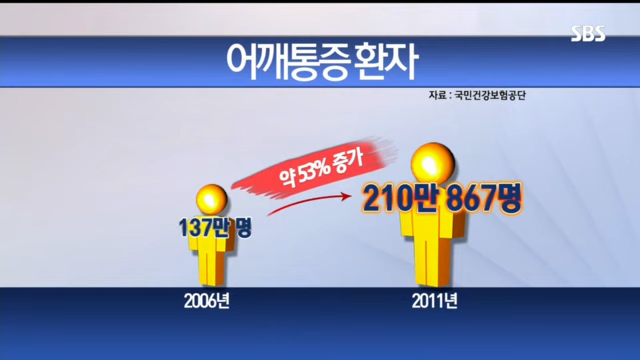 SBS
어깨통증 환자
자료 : 국민건강보험공단
약 53% 증가
137만 명
210만 867명
2006년
2011년